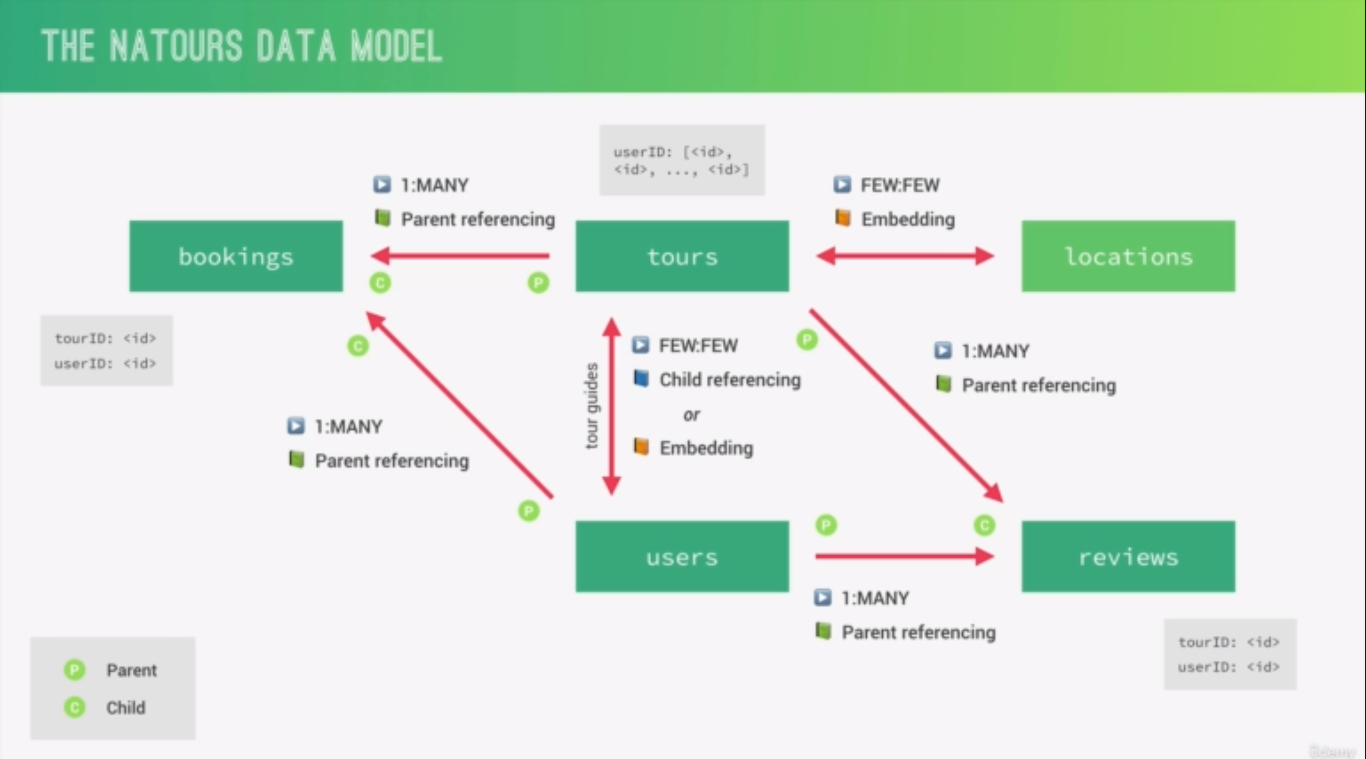 THE NATOURS DATA MODEL
userID: [<id>,
<id>, ..., <id>]
1:MANY
Parent referencing
FEW:FEW
Embedding
bookings
tours
locations
C
P
tourID: <id>
userID: <id>
C
1:MANY
Parent referencing
P
tour guides
FEW:FEW
Child referencing
or
Embedding
P
1:MANY
Parent referencing
users
P
C
reviews
1:MANY
Parent referencing
tourID: <id>
userID: <id>
P Parent
C Child
Udemy